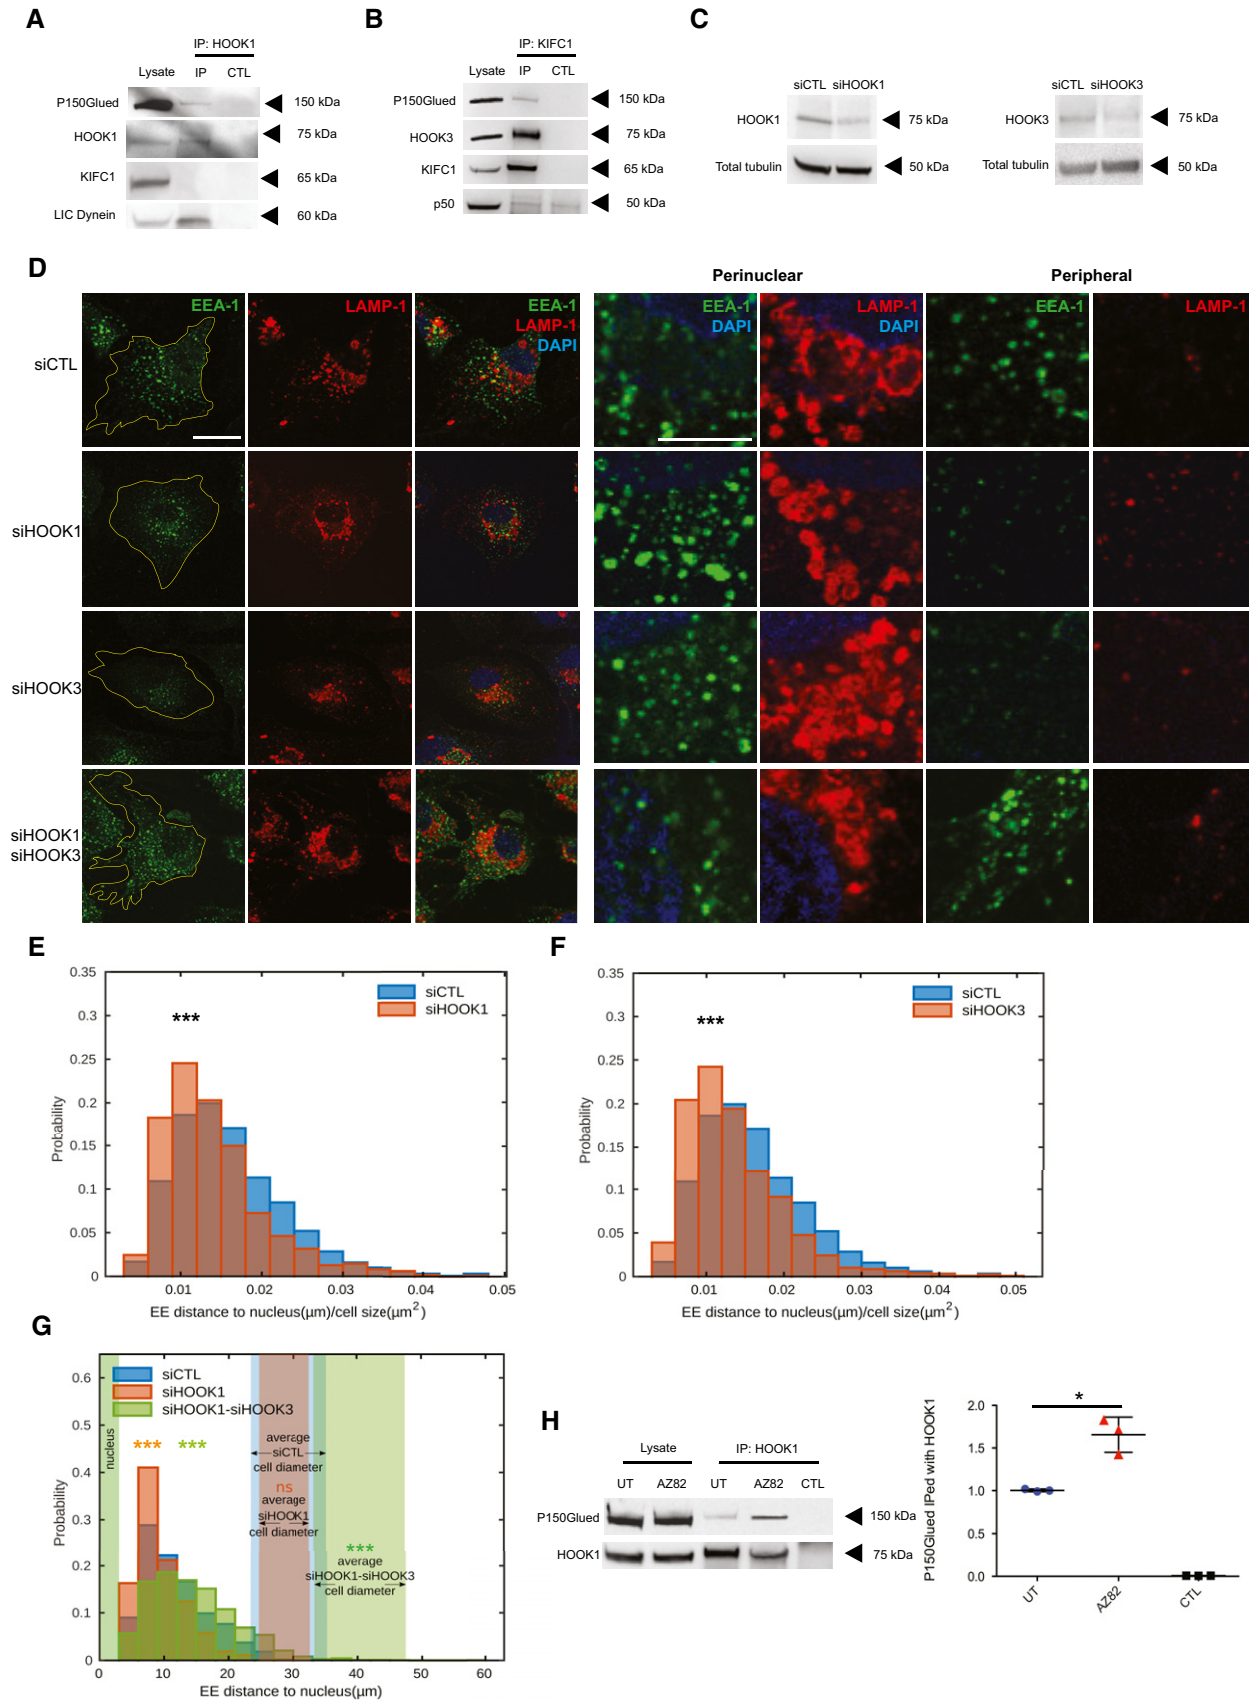 A
IP: HOOK1
Lysate IP CTL
P150Glued 150 kDa
HOOK1 75 kDa
KIFC1 65 kDa
LIC Dynein 60 kDa
B
IP: KIFC1
Lysate IP CTL
P150Glued 150 kDa
HOOK3 75 kDa
KIFC1 65 kDa
p50 50 kDa
C
siCTL siHOOK1
HOOK1 75 kDa
Total tubulin 50 kDa
siCTL siHOOK3
HOOK3 75 kDa
Total tubulin 50 kDa
D
Perinuclear Peripheral
EEA-1 LAMP-1 EEA-1
LAMP-1
DAPI
EEA-1
DAPI
LAMP-1
DAPI
EEA-1 LAMP-1
siCTL
siHOOK1
siHOOK3
siHOOK1
siHOOK3
E
0.35
0.3
0.25
0.2
0.15
0.1
0.05
0
Probability
***
siCTL
siHOOK1
0.01 0.02 0.03 0.04 0.05
EE distance to nucleus(µm)/cell size(µm²)
F
0.35
0.3
0.25
0.2
0.15
0.1
0.05
0
Probability
***
siCTL
siHOOK3
0.01 0.02 0.03 0.04 0.05
EE distance to nucleus(µm)/cell size(µm²)
G
0.6
0.5
0.4
0.3
0.2
0.1
0
Probability
siCTL
siHOOK1
siHOOK1-siHOOK3
nucleus
*** ***
average
siCTL
cell diameter
ns
average
siHOOK1
cell diameter
***
average
siHOOK1-siHOOK3
cell diameter
0 10 20 30 40 50 60
EE distance to nucleus(µm)
H
Lysate IP: HOOK1
UT AZ82 UT AZ82 CTL
P150Glued 150 kDa
HOOK1 75 kDa
P150Glued IPed with HOOK1
2.0
1.5
1.0
0.5
0.0
*
UT AZ82 CTL